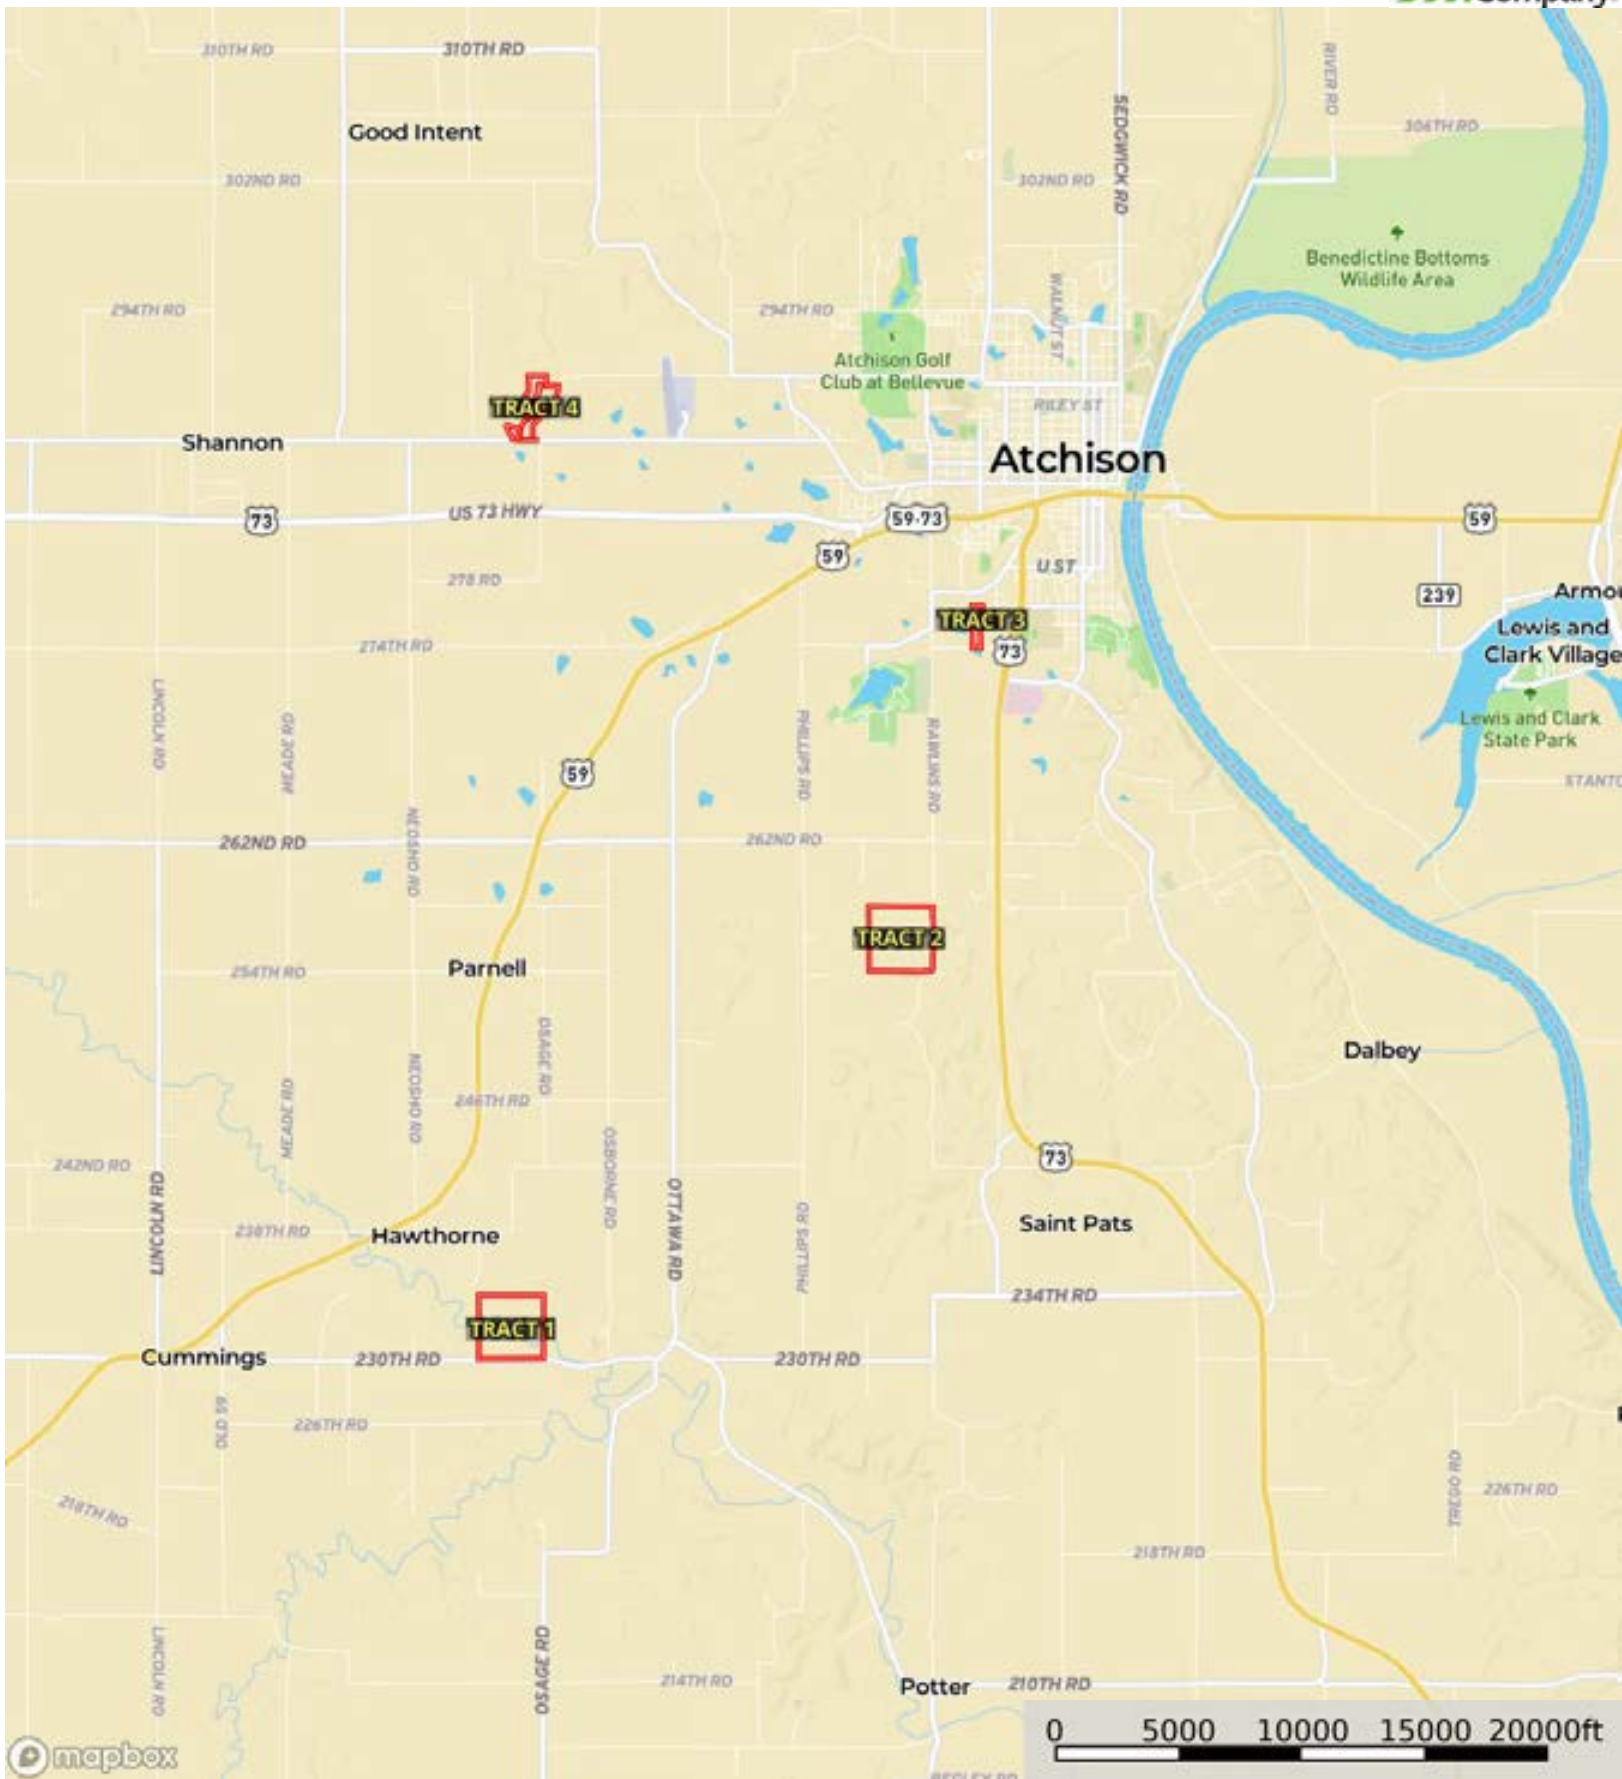 Company
310TH RD
310TH RD
RIVER RD
SEDGWICK RD
306TH RD
Good Intent
302ND RD
302ND RD
Benedictine Bottoms
Wildlife Area
WALNUT ST
294TH RD
294TH RD
Atchison Golf
Club at Bellevue
TRACT 4
RILEY ST
Shannon
Atchison
US 73 HWY
73
59-73
59
59
U ST
278 RD
239
Armou
TRACT 3
Lewis and
Clark Village
274TH RD
73
LINCOLN RD
MEADE RD
PHILLIPS RD
RAWLINS RD
Lewis and Clark
State Park
59
STANTO
NEOSHO RD
262ND RD
262ND RD
TRACT 2
Parnell
254TH RD
OSAGE RD
Dalbey
NEOSHO RD
MEADE RD
246TH RD
OSBORNE RD
73
242ND RD
LINCOLN RD
OTTAWA RD
PHILLIPS RD
238TH RD
Hawthorne
Saint Pats
234TH RD
TRACT 1
Cummings
230TH RD
230TH RD
OLD 59
226TH RD
TREGO RD
226TH RD
218TH RD
218TH RD
LINCOLN RD
OSAGE RD
214TH RD
Potter
210TH RD
0 5000 10000 15000 20000ft
mapbox